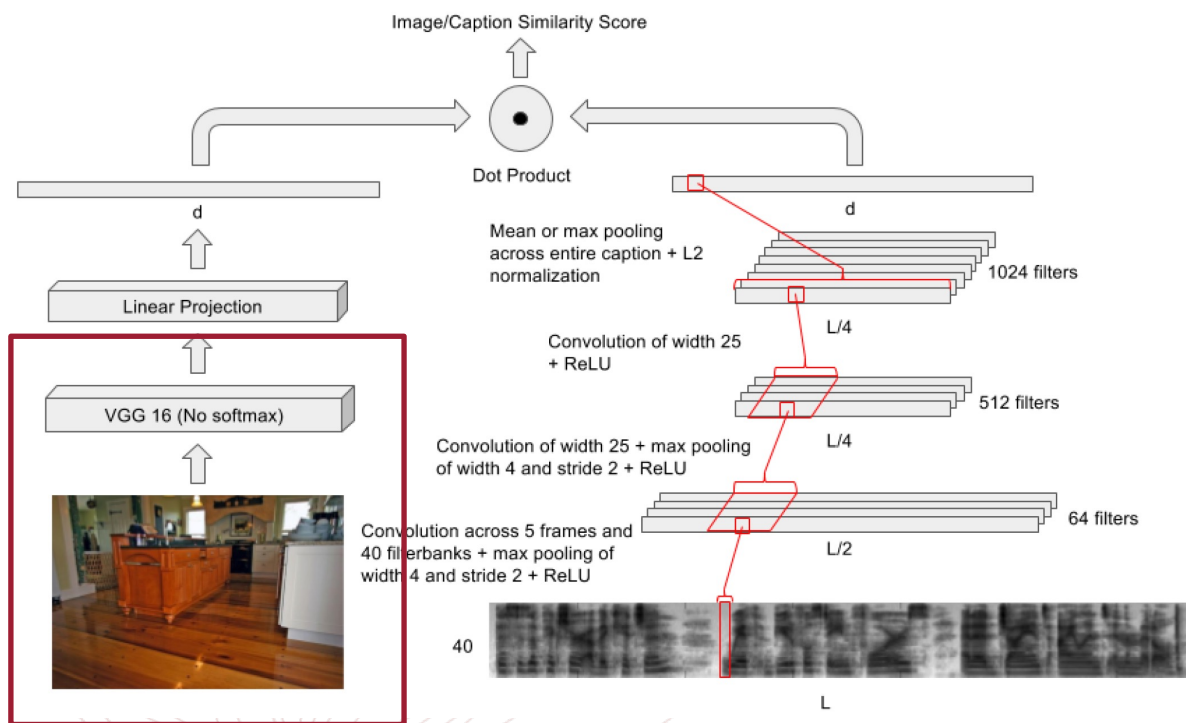 Image/Caption Similarity Score
Dot Product
d
d
Mean or max pooling
across entire caption + L2
normalization
1024 filters
Linear Projection
L/4
Convolution of width 25
+ ReLU
VGG 16 (No softmax)
512 filters
L/4
Convolution of width 25 + max pooling
of width 4 and stride 2 + ReLU
64 filters
Convolution across 5 frames and
40 filterbanks + max pooling of
width 4 and stride 2 + ReLU
L/2
40
L